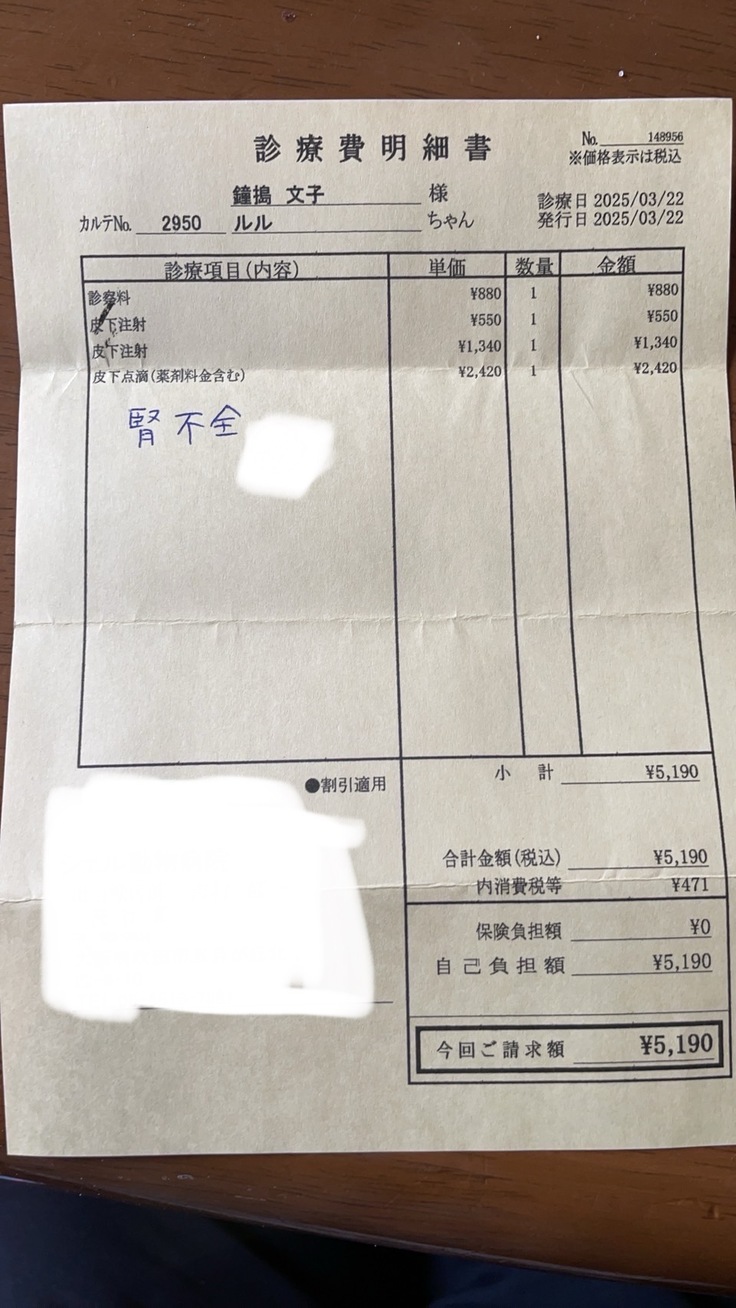 診療費明細書
No. 148956
※価格表示は税込
鐘搗 文子 様
診療日 2025/03/22
カルテNo. 2950 ルル ちゃん
発行日 2025/03/22
診療項目(内容) 単価 数量 金額
診察料 ¥880 1 ¥880
皮下注射 ¥550 1 ¥550
皮下注射 ¥1,340 1 ¥1,340
皮下点滴(薬剤料金含む) ¥2,420 1 ¥2,420
腎不全
●割引適用
小計 ¥5,190
合計金額(税込) ¥5,190
内消費税等 ¥471
保険負担額 ¥0
自己負担額 ¥5,190
今回ご請求額 ¥5,190